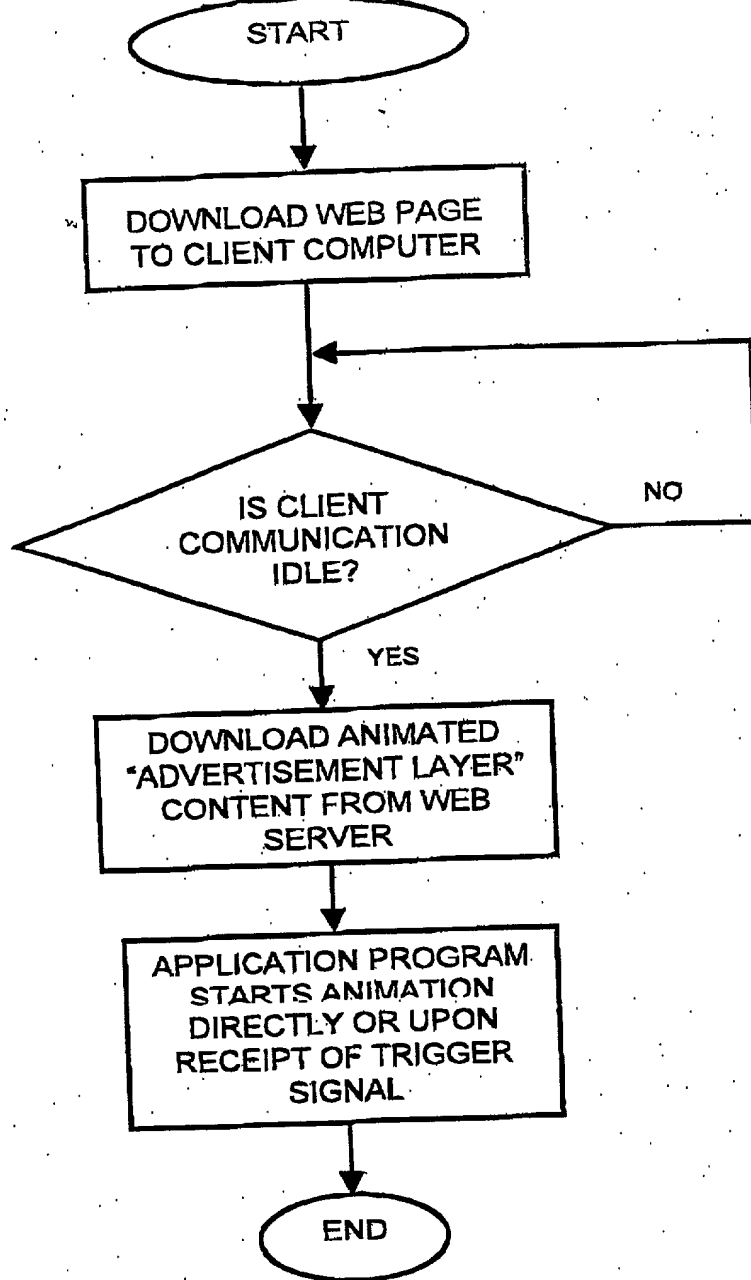 START
DOWNLOAD WEB PAGE
TO CLIENT COMPUTER
IS CLIENT
COMMUNICATION
IDLE?
NO
YES
DOWNLOAD ANIMATED
"ADVERTISEMENT LAYER"
CONTENT FROM WEB
SERVER
APPLICATION PROGRAM
STARTS ANIMATION
DIRECTLY OR UPON
RECEIPT OF TRIGGER
SIGNAL
END